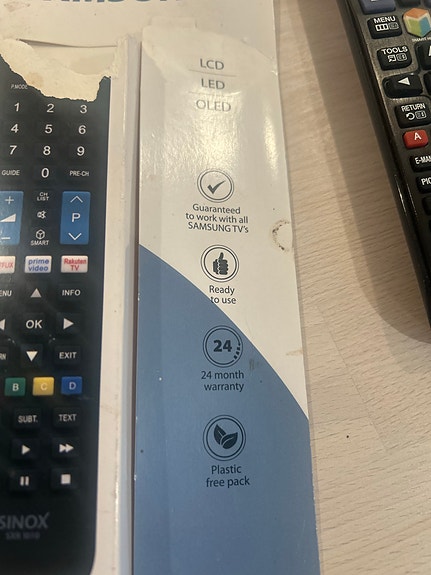 LCD
LED
OLED
Guaranteed
to work with all
SAMSUNG TV's
Ready
to use
24
24 month
warranty
Plastic
free pack
P.MODE
1 2 3
4 5 6
7 8 9
GUIDE 0 PRE-CH
+ CH LIST
P
SMART
prime video
Rakuten TV
INFO
OK
EXIT
B C D
SUBT. TEXT
SINOX
MENU
TOOLS
RETURN
A
E-MAN